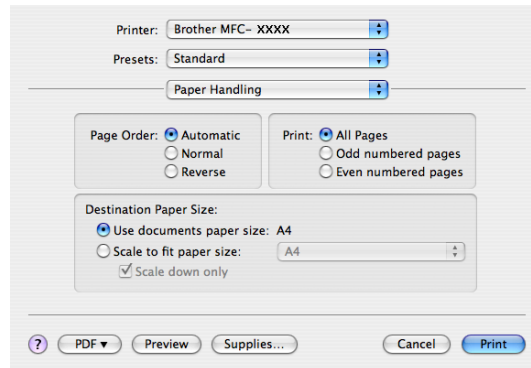 Printer: Brother MFC- XXXX
Presets: Standard
Paper Handling
Page Order: Automatic
Normal
Reverse
Print: All Pages
Odd numbered pages
Even numbered pages
Destination Paper Size:
Use documents paper size: A4
Scale to fit paper size: A4
Scale down only
? PDF▼ Preview Supplies... Cancel Print